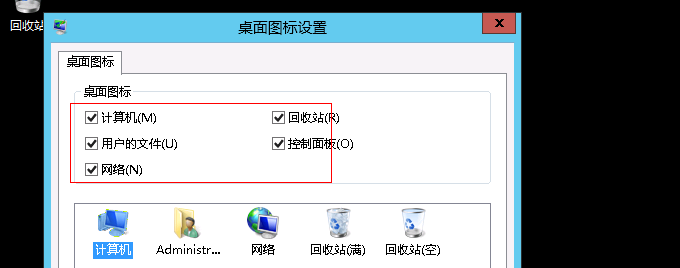 回收站
桌面图标设置
x
桌面图标
桌面图标
计算机(M) 回收站(R)
用户的文件(U) 控制面板(O)
网络(N)
计算机 Administr... 网络 回收站(满) 回收站(空)